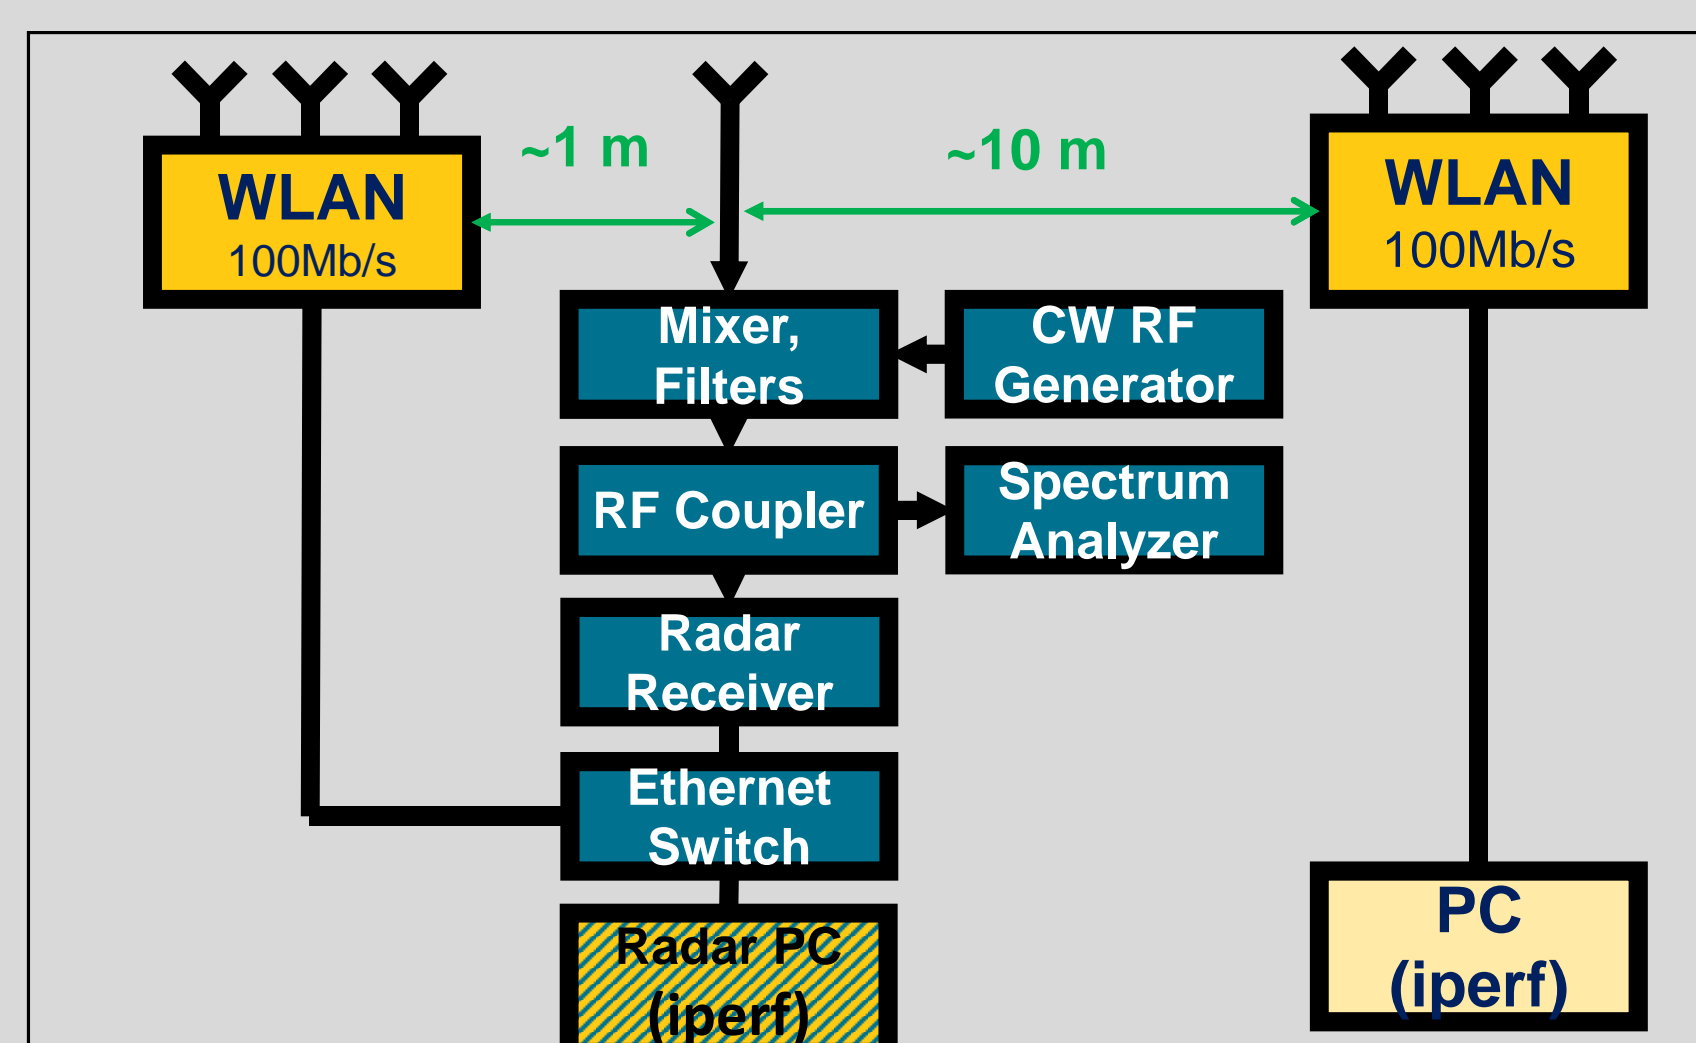 ~1 m
~10 m
WLAN
100Mb/s
WLAN
100Mb/s
Mixer,
Filters
CW RF
Generator
RF Coupler
Spectrum
Analyzer
Radar
Receiver
Ethernet
Switch
Radar PC
(iperf)
PC
(iperf)